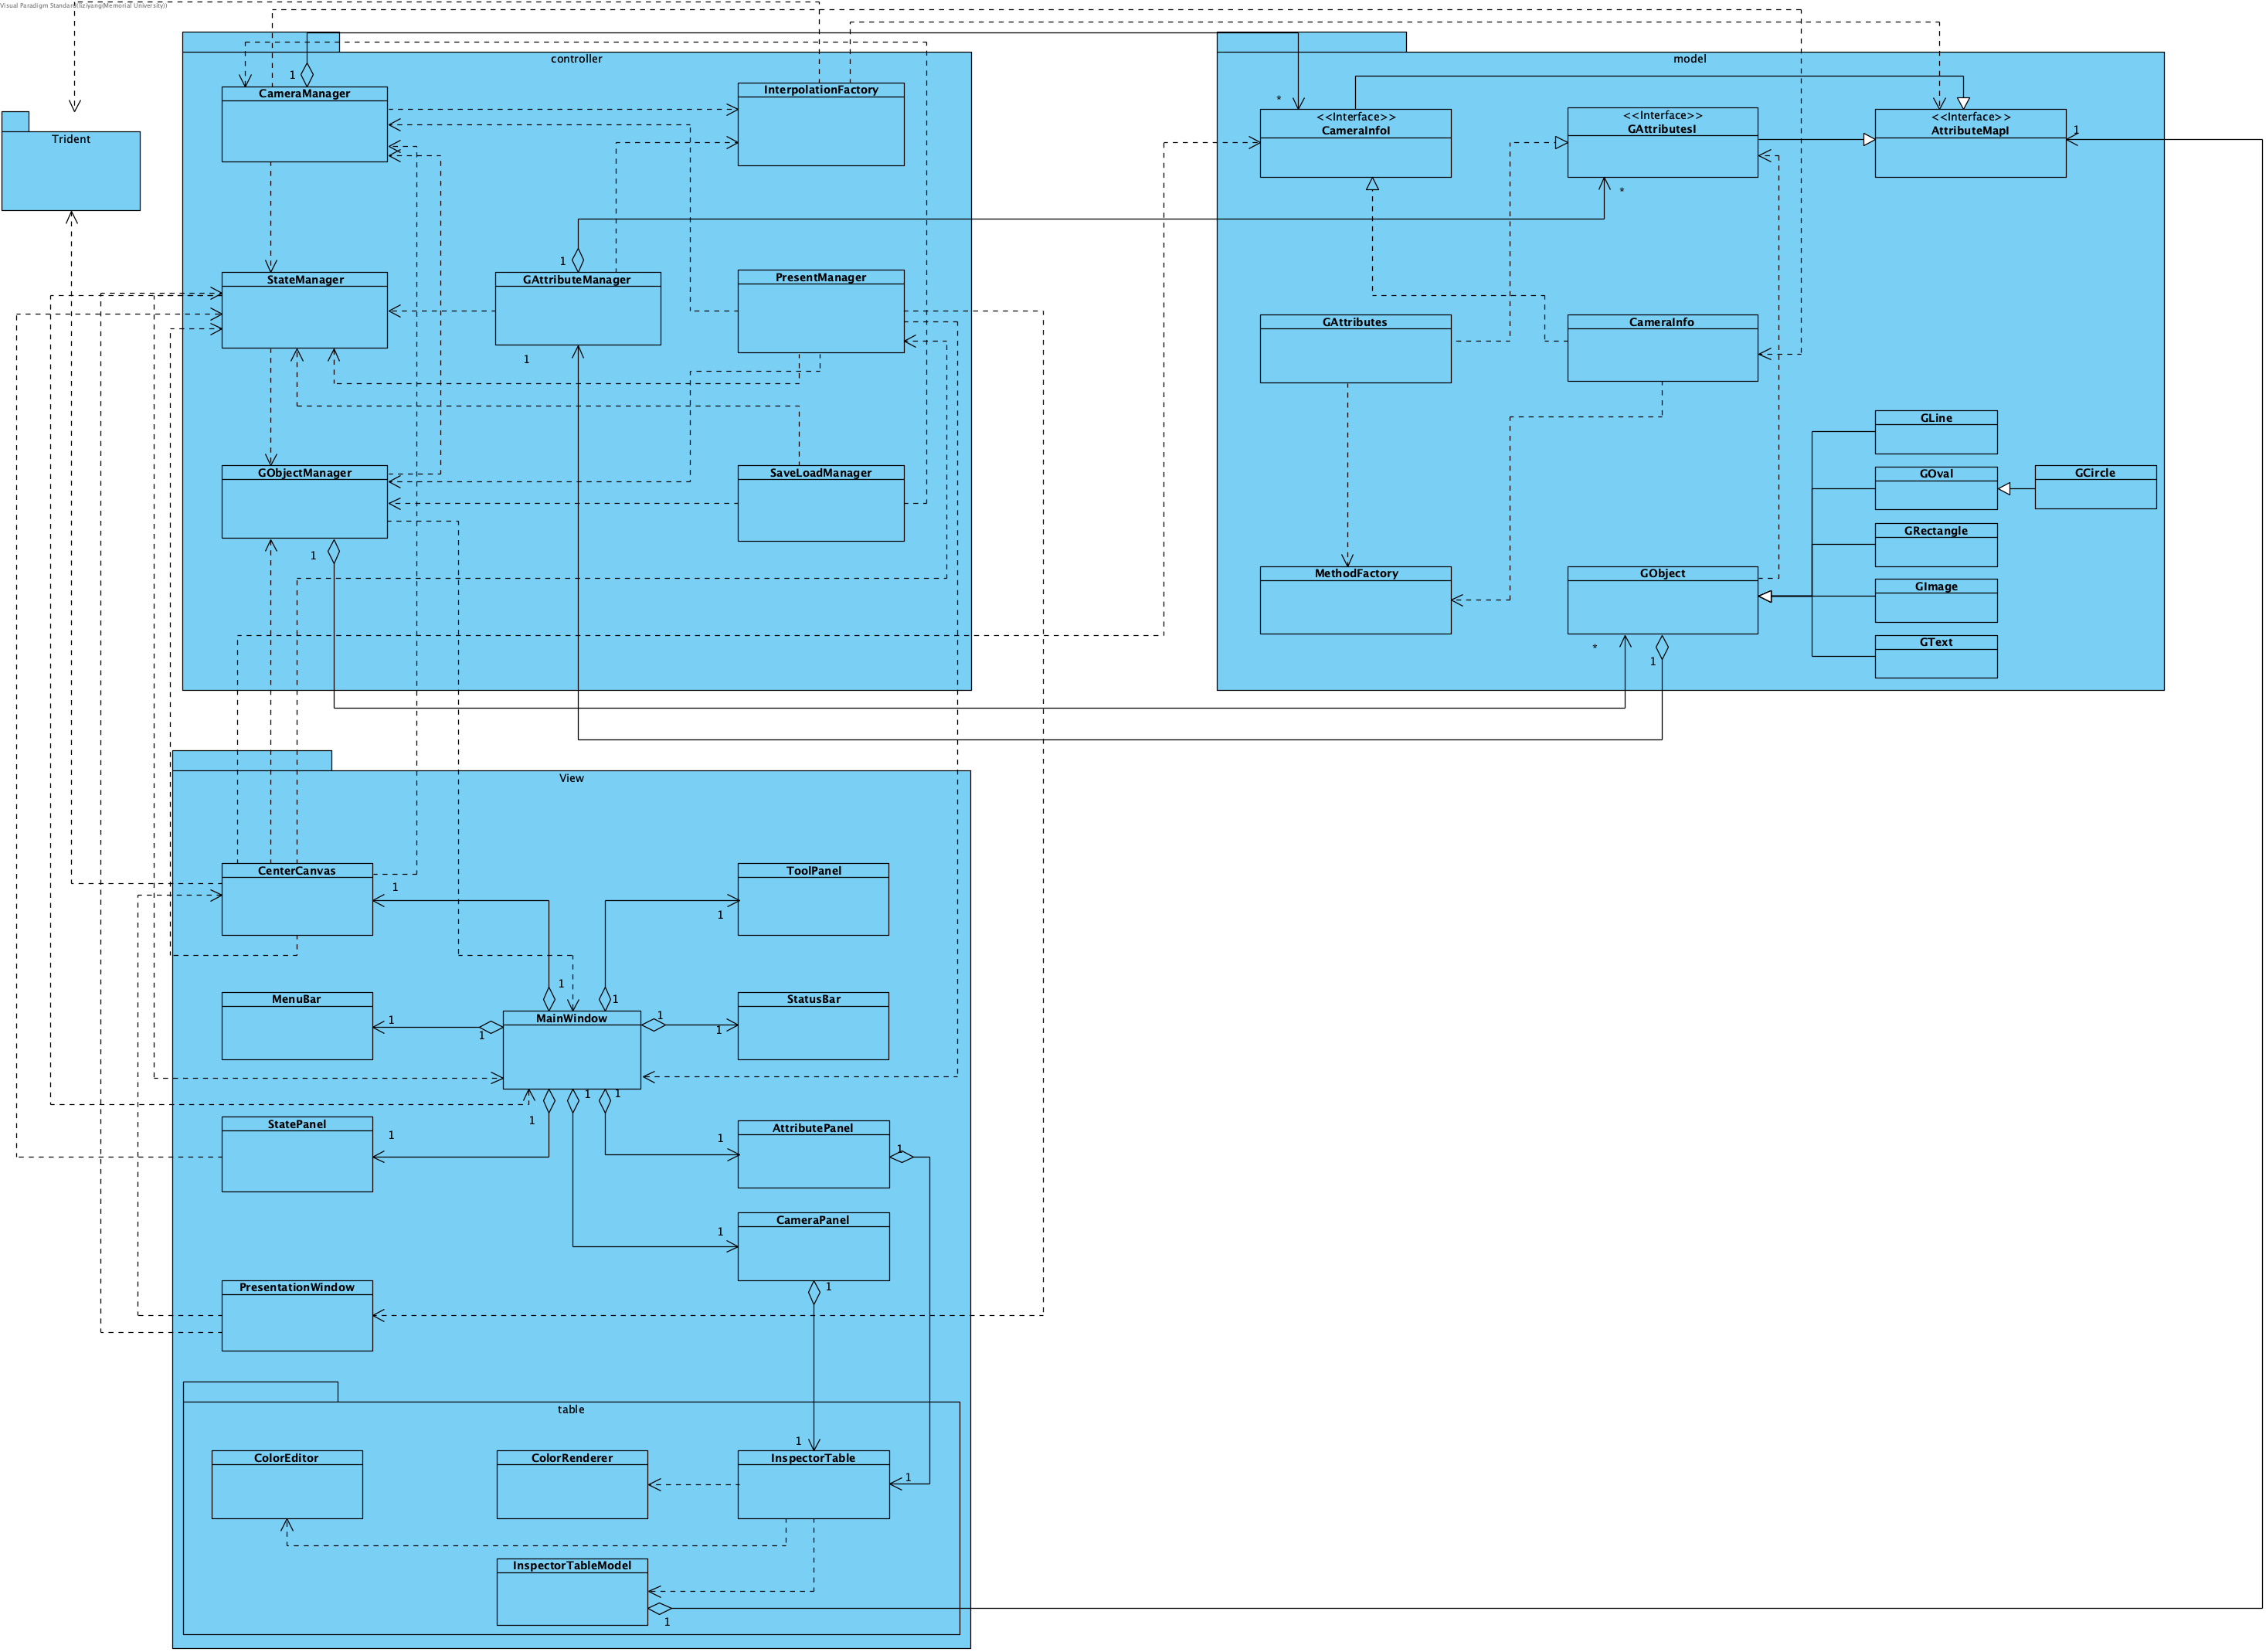 Visual Paradigm Standard(liziyang(Memorial University))
controller
model
1
CameraManager
InterpolationFactory
*
<<Interface>>
CameraInfoI
<<Interface>>
GAttributesI
<<Interface>>
AttributeMapI
1
Trident
*
1
StateManager
GAttributeManager
PresentManager
GAttributes
CameraInfo
1
GLine
GObjectManager
SaveLoadManager
GOval
GCircle
1
GRectangle
MethodFactory
GObject
GImage
GText
*
1
View
CenterCanvas
ToolPanel
1
1
1
1
MenuBar
StatusBar
MainWindow
1
1
1
1
1
1
1
StatePanel
AttributePanel
1
1
1
CameraPanel
1
PresentationWindow
1
table
1
ColorEditor
ColorRenderer
InspectorTable
1
InspectorTableModel
1